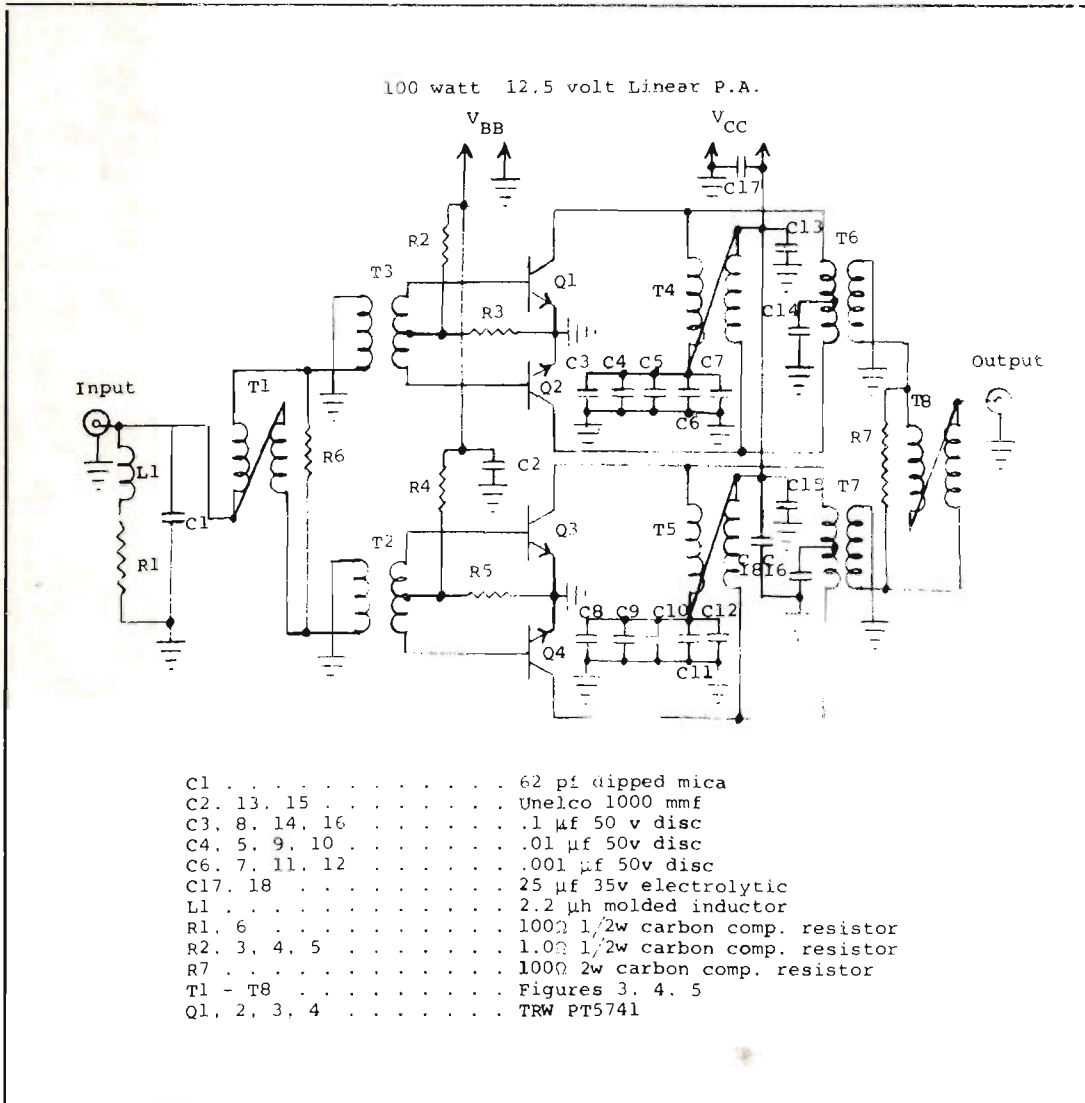 100 watt 12.5 volt Linear P.A.
VBB
VCC
C17
R2
C13
T6
T3
Q1
T4
R3
C14
C3 C4 C5 C7
Output
Input
T1
Q2
C6
T8
R6
R7
L1
C2
R4
C15
T7
C1
Q3
T5
C C
1816
R1
T2
R5
C8 C9 C10 C12
Q4
C11
C1 . . . . . . . . . . . . . 62 pf dipped mica
C2. 13. 15 . . . . . . . . . Unelco 1000 mmf
C3, 8, 14, 16 . . . . . . . .1 µf 50 v disc
C4, 5, 9, 10 . . . . . . . .01 µf 50v disc
C6, 7, 11, 12 . . . . . . . .001 µf 50v disc
C17. 18 . . . . . . . . . . 25 µf 35v electrolytic
L1 . . . . . . . . . . . . . 2.2 µh molded inductor
R1, 6 . . . . . . . . . . . 100Ω 1/2w carbon comp. resistor
R2, 3, 4, 5 . . . . . . . . 1.0Ω 1/2w carbon comp. resistor
R7 . . . . . . . . . . . . . 100Ω 2w carbon comp. resistor
T1 - T8 . . . . . . . . . . Figures 3. 4. 5
Q1, 2, 3, 4 . . . . . . . . TRW PT5741